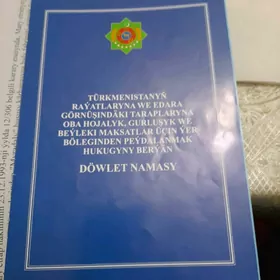 TÜRKMENISTANYŇ
RAÝATLARYNA WE EDARA
GÖRNÜŞINDÄKI TARAPLARYNA
OBA HOJALYK, GURLUŞYK WE
BEÝLEKI MAKSATLAR ÜÇIN ÝER
BÖLEGINDEN PEÝDALANMAK
HUKUGYNY BERÝÄN
DÖWLET NAMASY